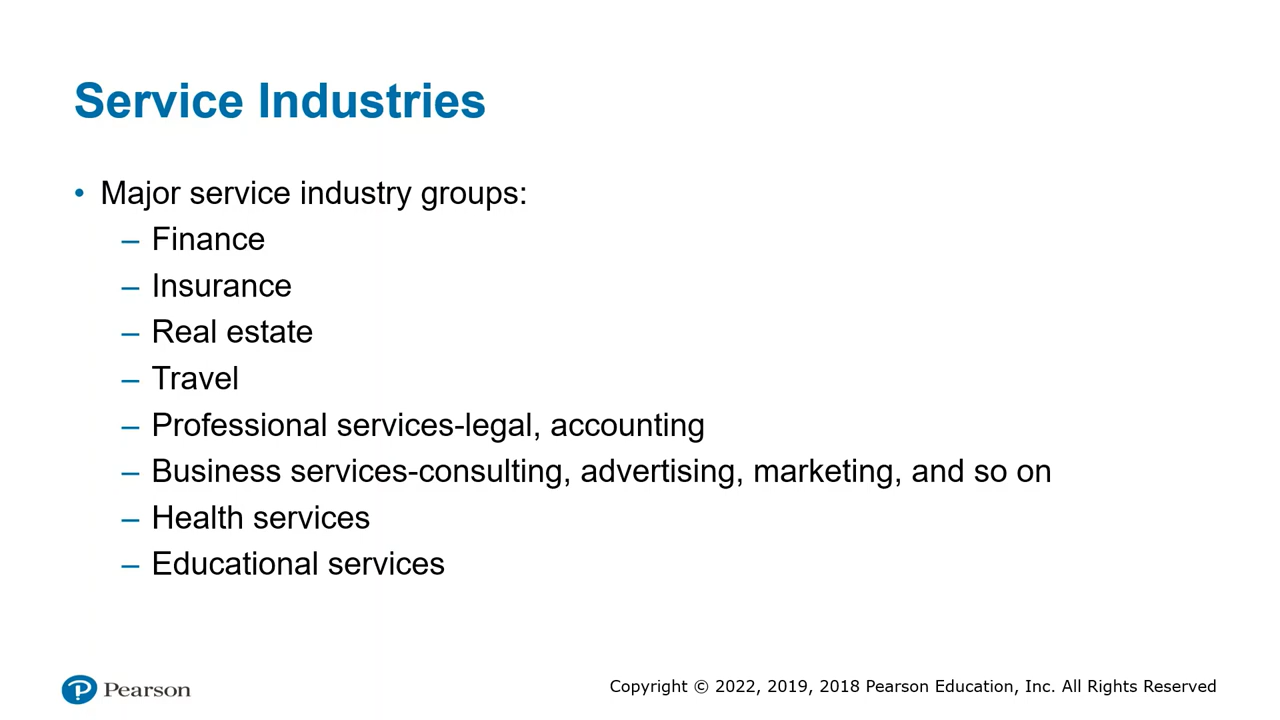 Service Industries
• Major service industry groups:
– Finance
– Insurance
– Real estate
– Travel
– Professional services-legal, accounting
– Business services-consulting, advertising, marketing, and so on
– Health services
– Educational services
P Pearson
Copyright © 2022, 2019, 2018 Pearson Education, Inc. All Rights Reserved